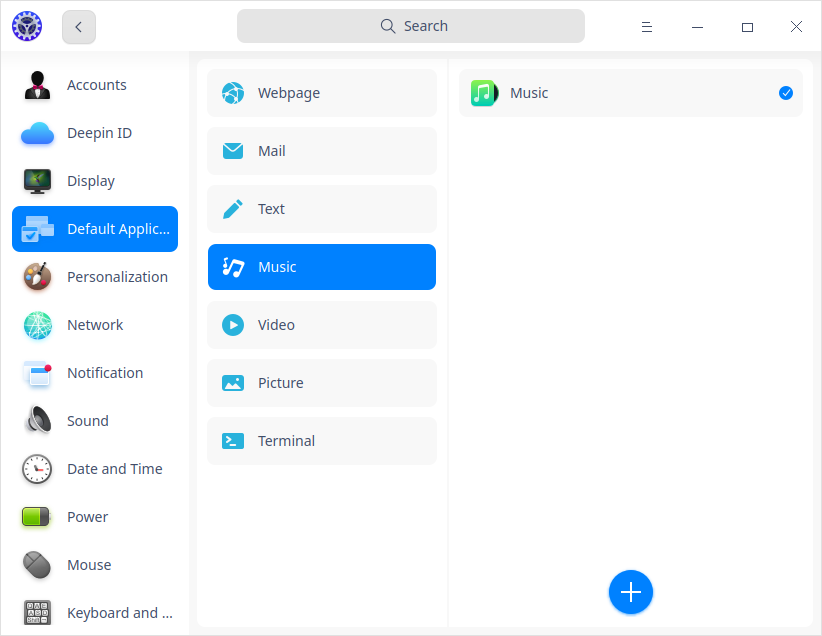 Search
Accounts
Deepin ID
Display
Default Applic...
Personalization
Network
Notification
Sound
Date and Time
Power
Mouse
Keyboard and ...
Webpage
Mail
Text
Music
Video
Picture
Terminal
Music